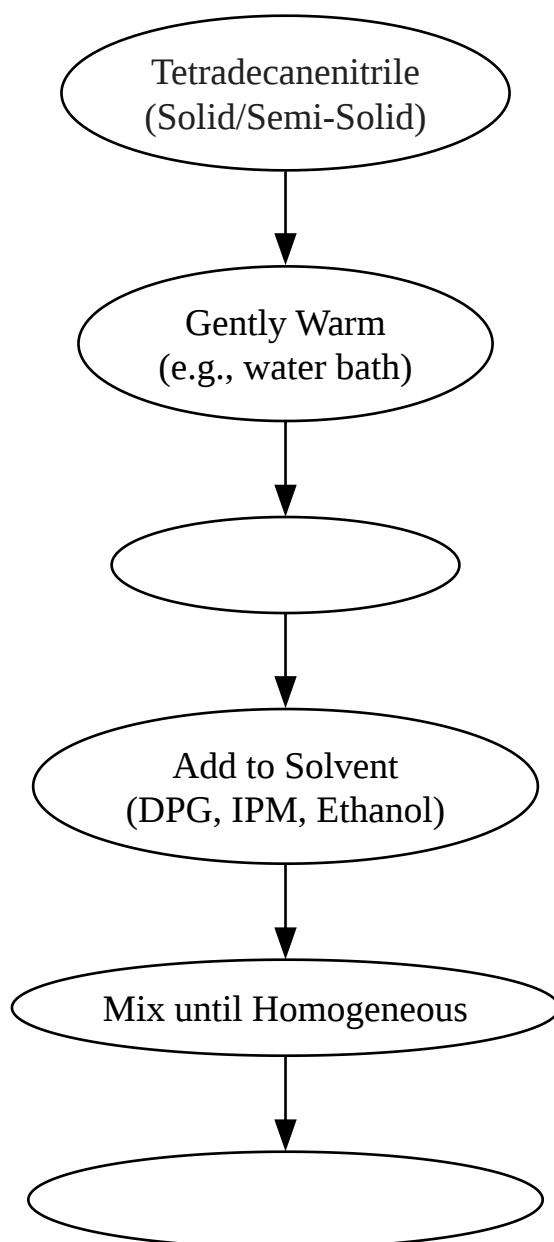 Tetradecanenitrile
(Solid/Semi-Solid)
Gently Warm
(e.g., water bath)
Add to Solvent
(DPG, IPM, Ethanol)
Mix until Homogeneous